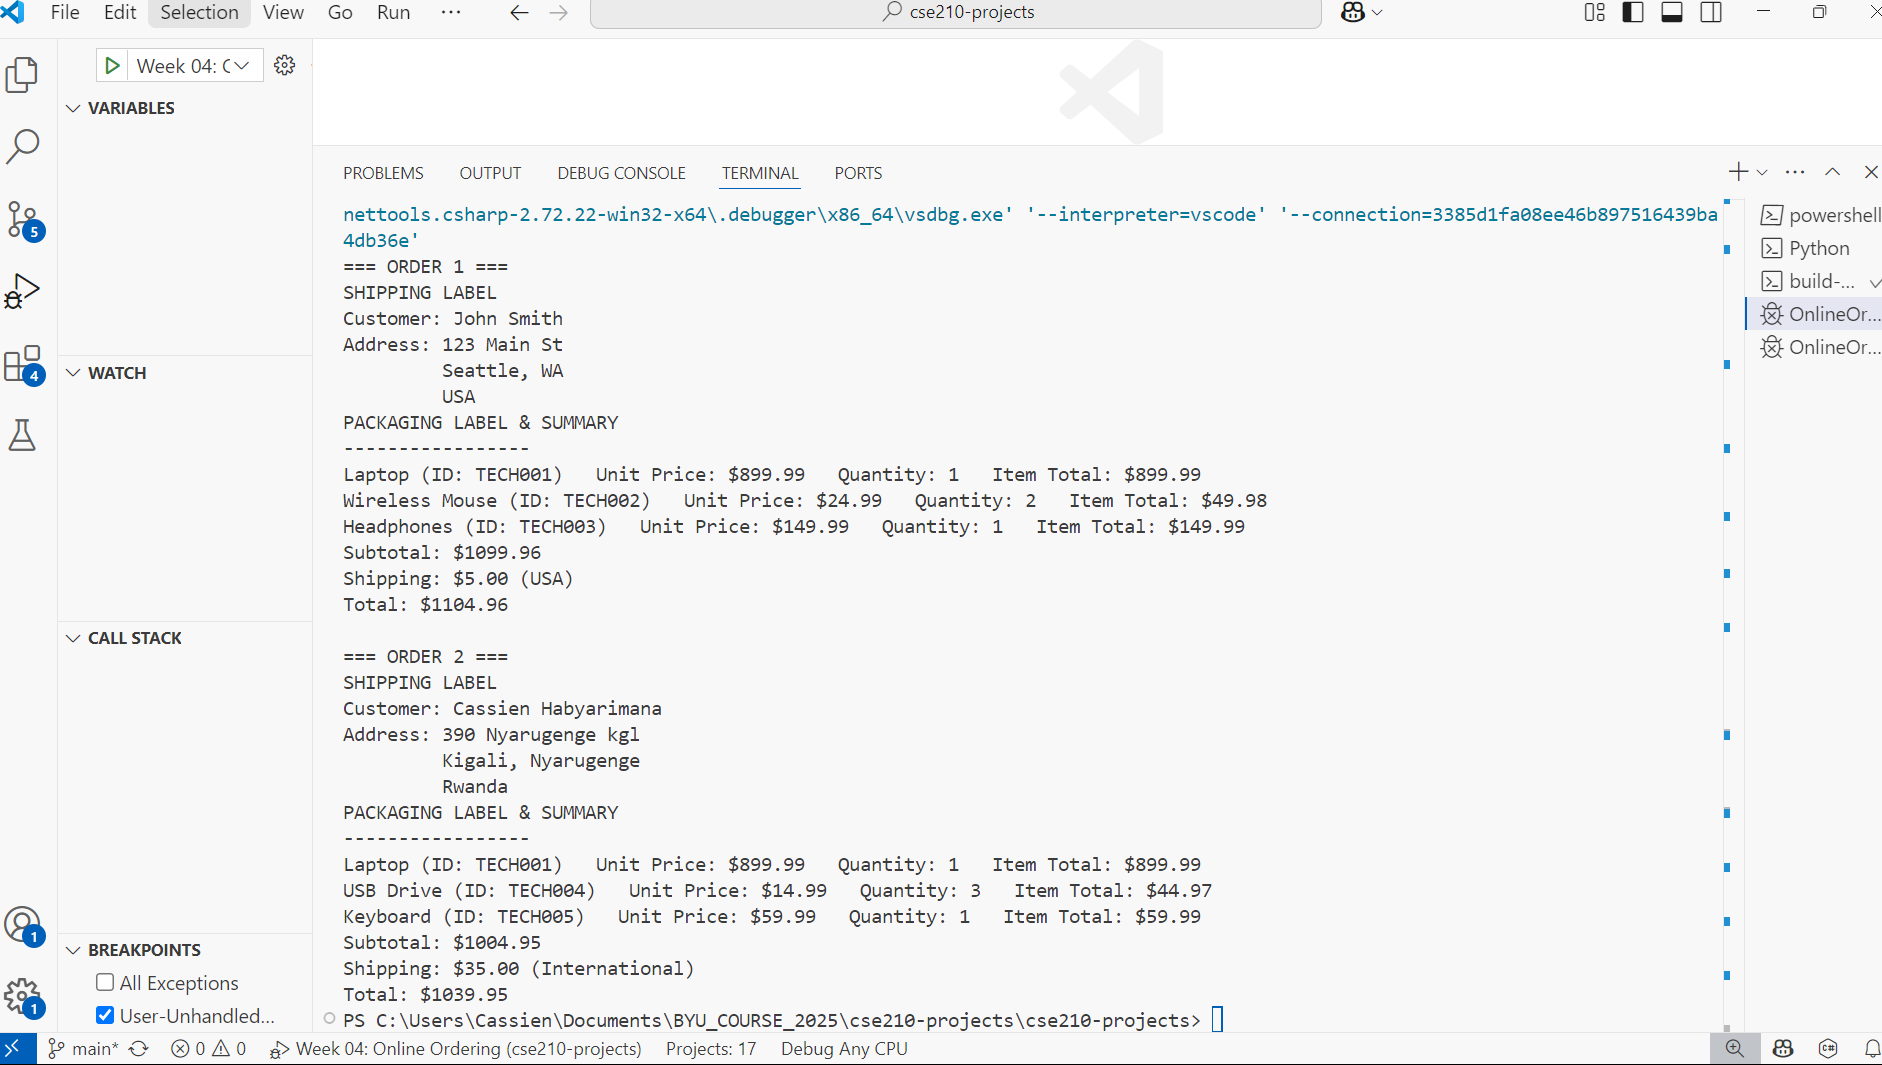 File Edit Selection View Go Run ··· cse210-projects
Week 04: C
VARIABLES
WATCH
CALL STACK
BREAKPOINTS
All Exceptions
User-Unhandled...
5
4
1
1
PROBLEMS OUTPUT DEBUG CONSOLE TERMINAL PORTS
nettools.csharp-2.72.22-win32-x64\.debugger\x86_64\vsdbg.exe' '--interpreter=vscode' '--connection=3385d1fa08ee46b897516439ba
4db36e'
=== ORDER 1 ===
SHIPPING LABEL
Customer: John Smith
Address: 123 Main St
Seattle, WA
USA
PACKAGING LABEL & SUMMARY
-----------------
Laptop (ID: TECH001)   Unit Price: $899.99   Quantity: 1   Item Total: $899.99
Wireless Mouse (ID: TECH002)   Unit Price: $24.99   Quantity: 2   Item Total: $49.98
Headphones (ID: TECH003)   Unit Price: $149.99   Quantity: 1   Item Total: $149.99
Subtotal: $1099.96
Shipping: $5.00 (USA)
Total: $1104.96
=== ORDER 2 ===
SHIPPING LABEL
Customer: Cassien Habyarimana
Address: 390 Nyarugenge kgl
Kigali, Nyarugenge
Rwanda
PACKAGING LABEL & SUMMARY
-----------------
Laptop (ID: TECH001)   Unit Price: $899.99   Quantity: 1   Item Total: $899.99
USB Drive (ID: TECH004)   Unit Price: $14.99   Quantity: 3   Item Total: $44.97
Keyboard (ID: TECH005)   Unit Price: $59.99   Quantity: 1   Item Total: $59.99
Subtotal: $1004.95
Shipping: $35.00 (International)
Total: $1039.95
PS C:\Users\Cassien\Documents\BYU_COURSE_2025\cse210-projects\cse210-projects>
powershell
Python
build-...
OnlineOr...
OnlineOr...
main* 0 0 Week 04: Online Ordering (cse210-projects) Projects: 17 Debug Any CPU